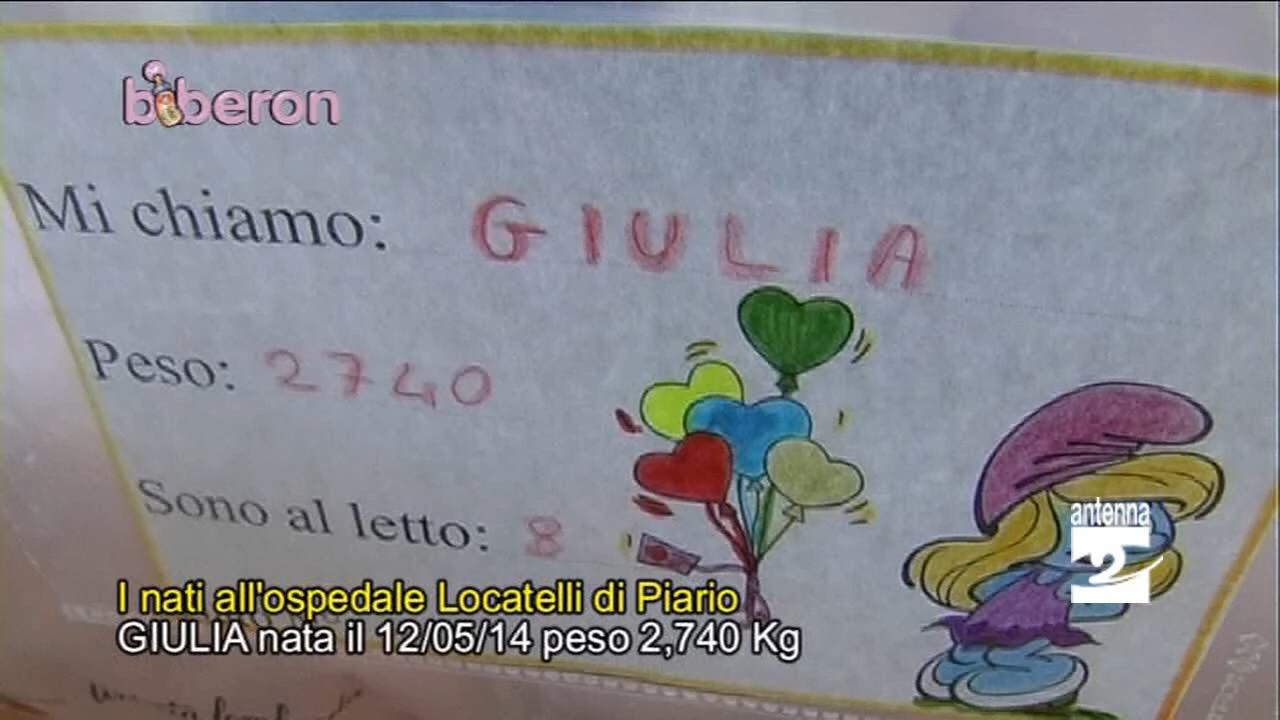 biberon
Mi chiamo: GIULIA
Peso: 2740
Sono al letto: 8
antenna
2
I nati all'ospedale Locatelli di Piario
GIULIA nata il 12/05/14 peso 2,740 Kg